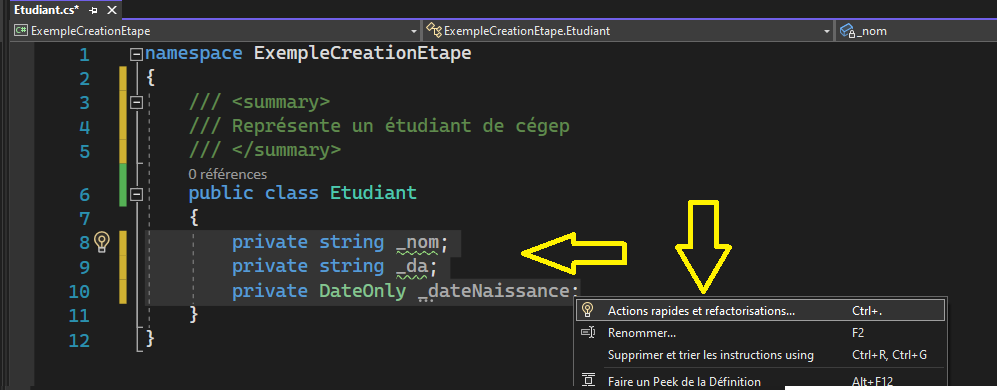 Etudiant.cs*
ExempleCreationEtape ExempleCreationEtape.Etudiant _nom
1 namespace ExempleCreationEtape
2 {
3 /// <summary>
4 /// Représente un étudiant de cégep
5 /// </summary>
0 références
6 public class Etudiant
7 {
8 private string _nom;
9 private string _da;
10 private DateOnly _dateNaissance;
11 }
12 }
Actions rapides et refactorisations... Ctrl+.
Renommer... F2
Supprimer et trier les instructions using Ctrl+R, Ctrl+G
Faire un Peek de la Définition Alt+F12